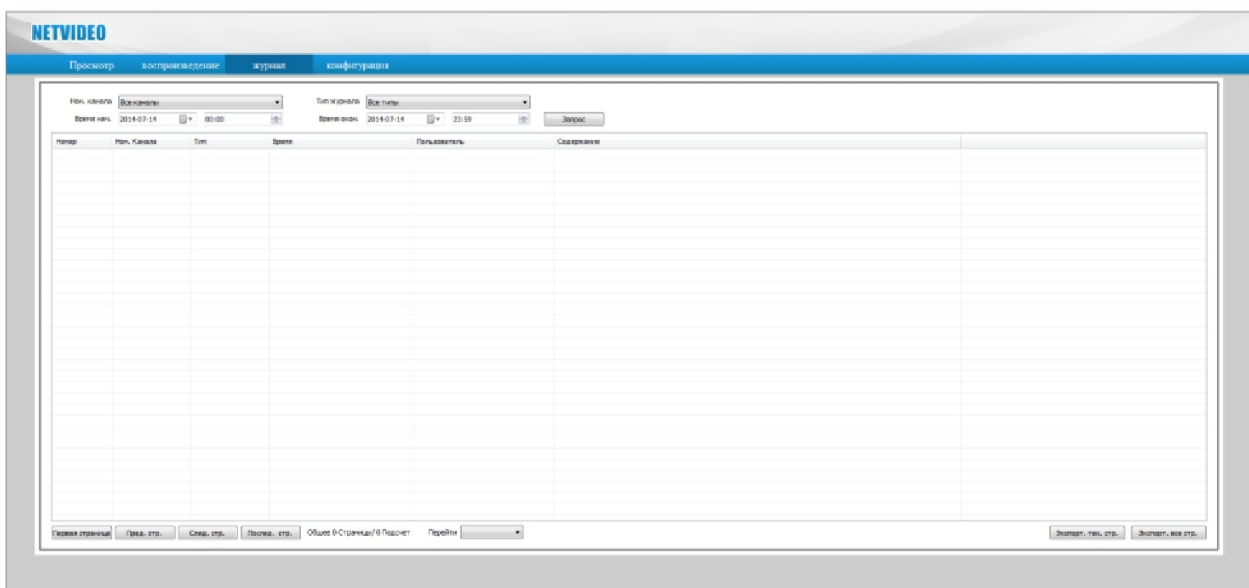 NETVIDEO
Просмотр воспроизведение журнал конфигурация
Ном. канала Все каналы Тип журнала Все типы
Время нач. 2014-07-14 00:00 Время окон. 2014-07-14 23:59 Запрос
Номер Ном. Канала Тип Время Пользователь Содержание
Первая страница Пред. стр. След. стр. Послед. стр. Общее 0 Страницы/ 0 Подсчет Перейти Экспорт. тек. стр. Экспорт. все стр.